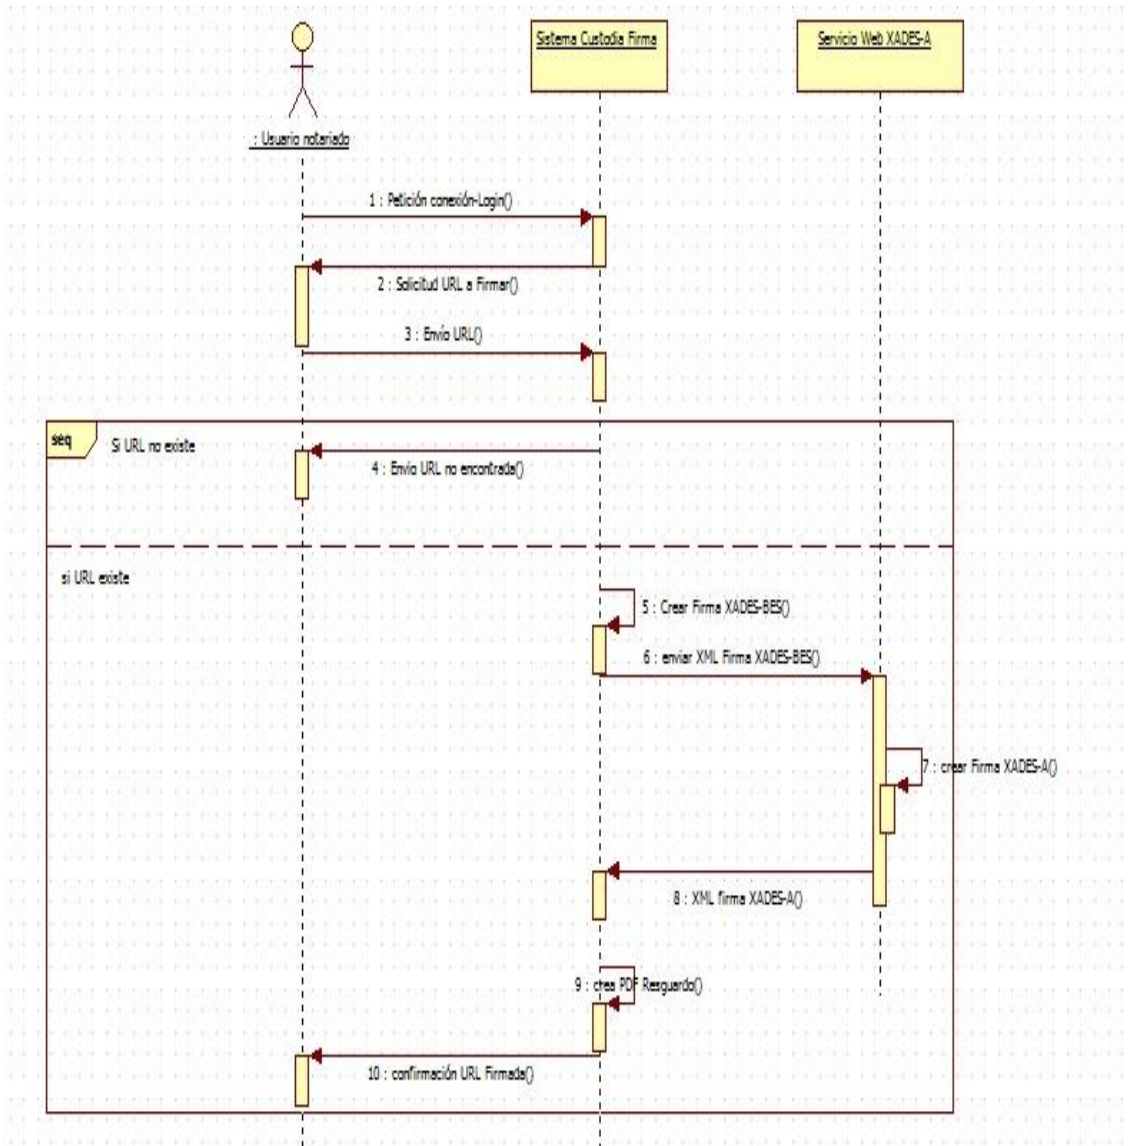 Sistema Custodia Firma
Servicio Web XADES-A
: Usuario notariado
1 : Petición conexión-Login()
2 : Solicitud URL a Firmar()
3 : Envío URL()
seq
Si URL no existe
4 : Envio URL no encontrada()
si URL existe
5 : Crear Firma XADES-BES()
6 : enviar XML Firma XADES-BES()
7 : crear Firma XADES-A()
8 : XML firma XADES-A()
9 : crea PDF Resguardo()
10 : confirmación URL Firmada()